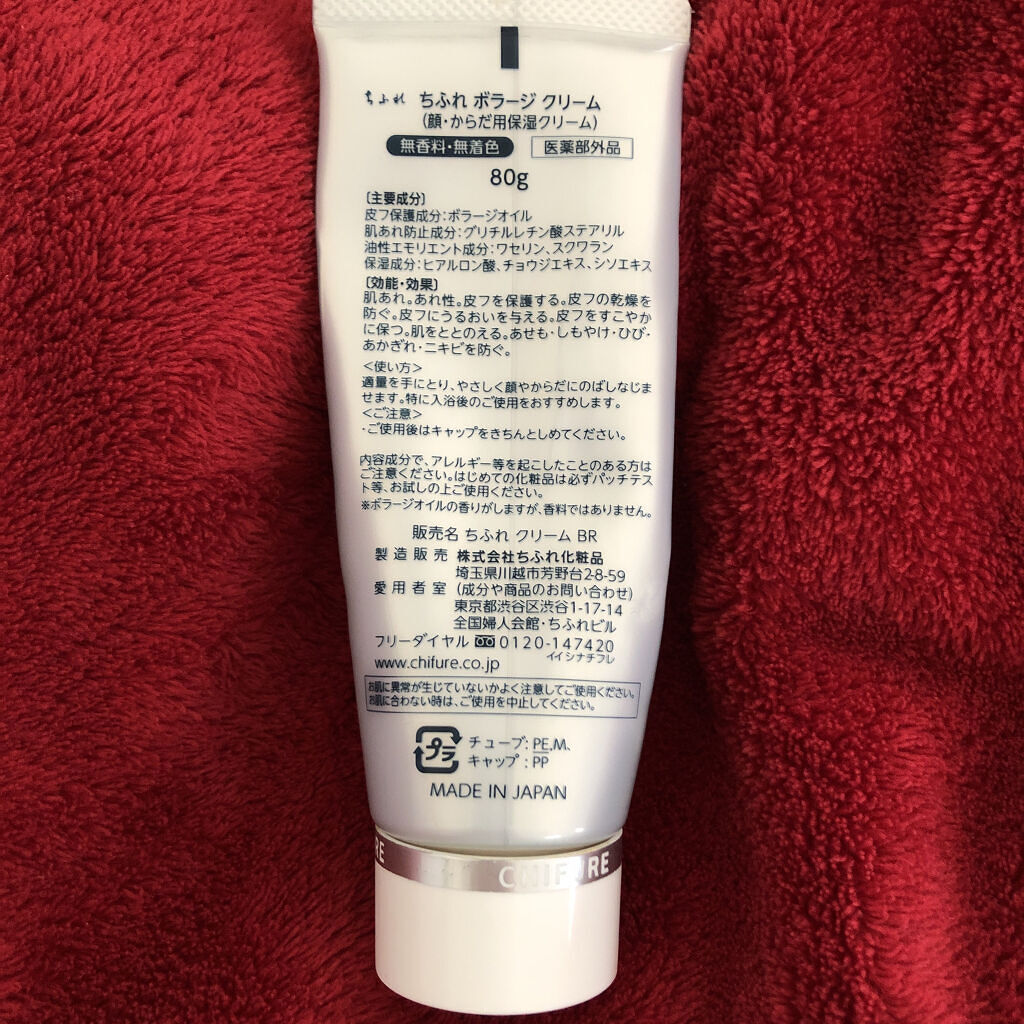 ちふれ ちふれ ボラージ クリーム
(顔・からだ用保湿クリーム)
無香料・無着色 医薬部外品
80g
〔主要成分〕
皮フ保護成分:ボラージオイル
肌あれ防止成分:グリチルレチン酸ステアリル
油性エモリエント成分:ワセリン、スクワラン
保湿成分:ヒアルロン酸、チョウジエキス、シソエキス
〔効能・効果〕
肌あれ。あれ性。皮フを保護する。皮フの乾燥を
防ぐ。皮フにうるおいを与える。皮フをすこやか
に保つ。肌をととのえる。あせも・しもやけ・ひび・
あかぎれ・ニキビを防ぐ。
＜使い方＞
適量を手にとり、やさしく顔やからだにのばしなじま
せます。特に入浴後のご使用をおすすめします。
＜ご注意＞
・ご使用後はキャップをきちんとしめてください。
内容成分で、アレルギー等を起こしたことのある方は
ご注意ください。はじめての化粧品は必ずパッチテス
ト等、お試しの上ご使用ください。
※ボラージオイルの香りがしますが、香料ではありません。
販売名 ちふれ クリーム BR
製造販売 株式会社ちふれ化粧品
埼玉県川越市芳野台2-8-59
愛用者室 (成分や商品のお問い合わせ)
東京都渋谷区渋谷1-17-14
全国婦人会館・ちふれビル
フリーダイヤル 0120-147420
イイシナチフレ
www.chifure.co.jp
お肌に異常が生じていないかよく注意してご使用ください。
お肌に合わない時は、ご使用を中止してください。
プラ チューブ:PE,M、
キャップ:PP
MADE IN JAPAN
RE CHIFURE